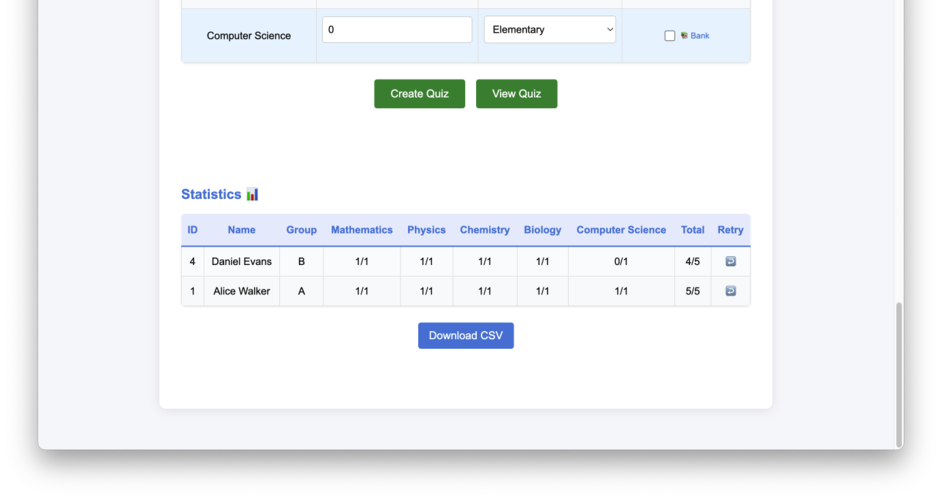 Computer Science 0 Elementary Bank
Create Quiz View Quiz
Statistics
ID Name Group Mathematics Physics Chemistry Biology Computer Science Total Retry
4 Daniel Evans B 1/1 1/1 1/1 1/1 0/1 4/5
1 Alice Walker A 1/1 1/1 1/1 1/1 1/1 5/5
Download CSV